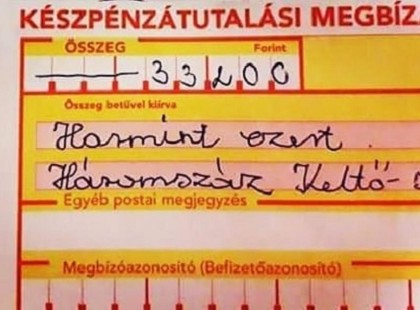 KÉSZPÉNZÁTUTALÁSI MEGBÍZ
ÖSSZEG Forint
———33200
Összeg betűvel kiírva
Harmint ezert
Háromszáz Keltő-
Egyéb postai megjegyzés
Megbízóazonosító (Befizetőazonosító)